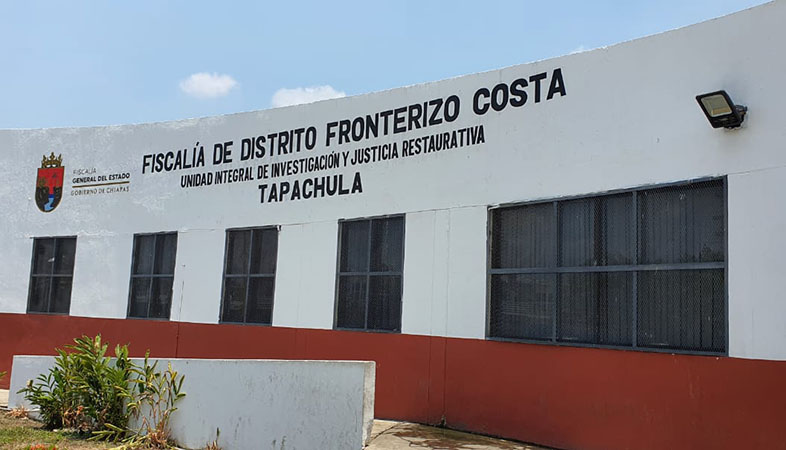 FISCALÍA DE DISTRITO FRONTERIZO COSTA
UNIDAD INTEGRAL DE INVESTIGACIÓN Y JUSTICIA RESTAURATIVA
TAPACHULA
FISCALÍA
GENERAL DEL ESTADO
GOBIERNO DE CHIAPAS